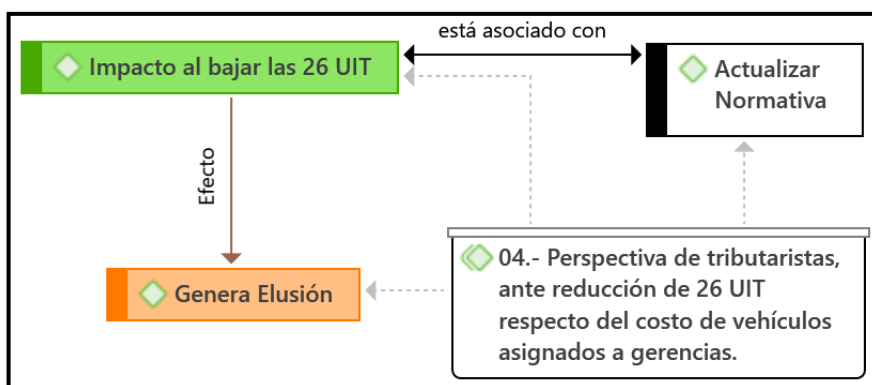 está asociado con
Impacto al bajar las 26 UIT
Actualizar
Normativa
Efecto
Genera Elusión
04.- Perspectiva de tributaristas,
ante reducción de 26 UIT
respecto del costo de vehículos
asignados a gerencias.